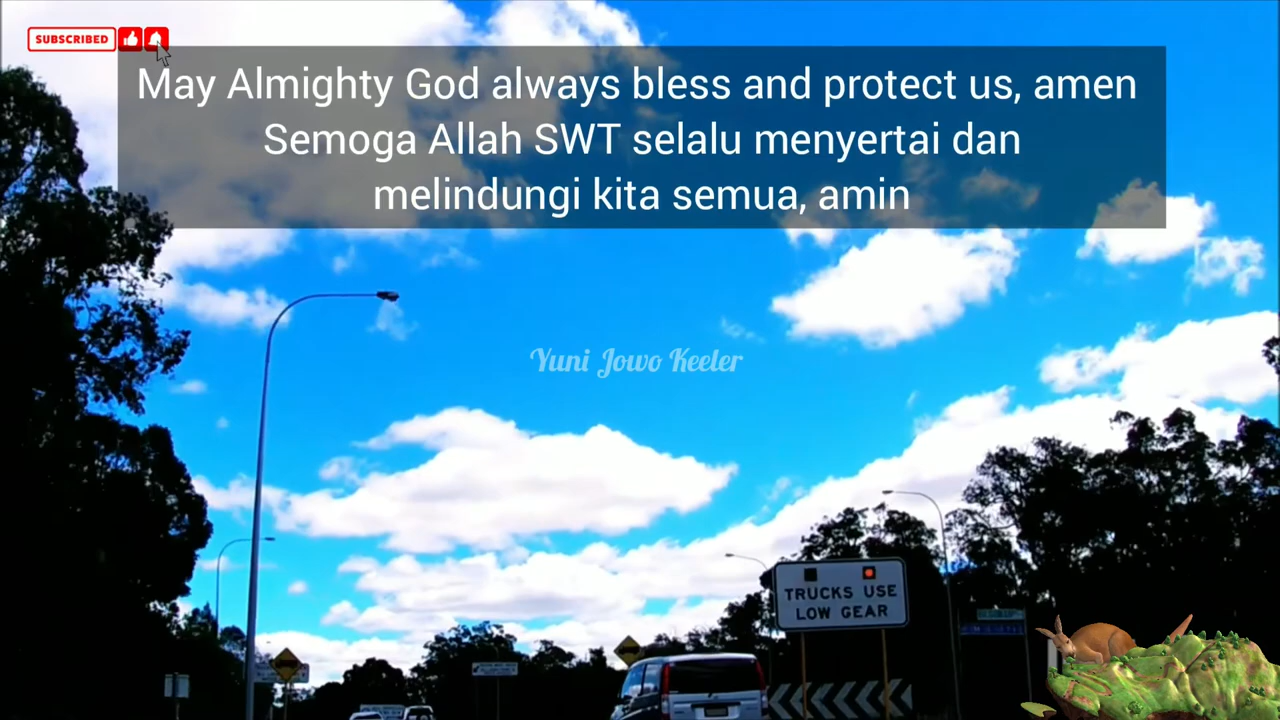 SUBSCRIBED
May Almighty God always bless and protect us, amen
Semoga Allah SWT selalu menyertai dan
melindungi kita semua, amin
Yuni Jowo Keeler
TRUCKS USE
LOW GEAR